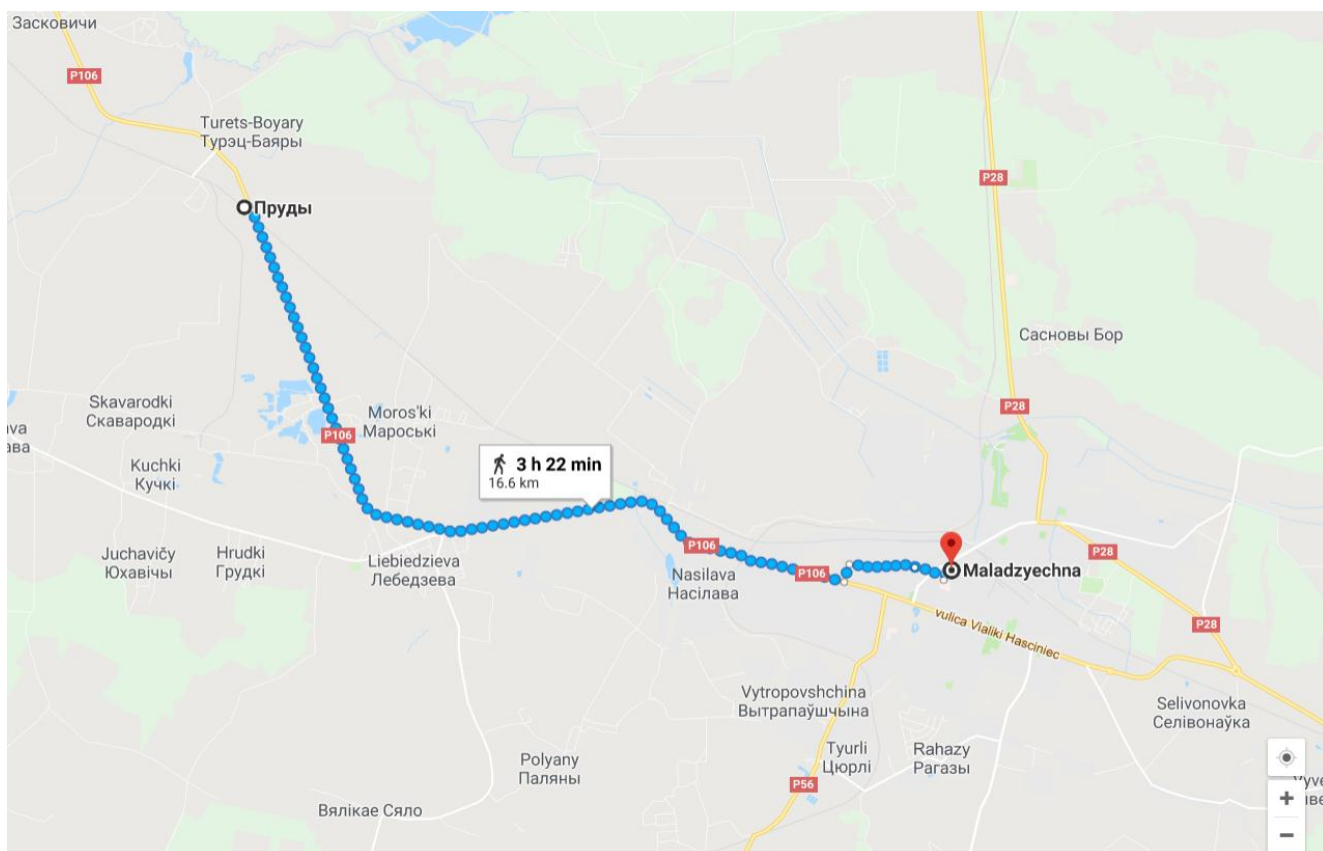 Засковичи
P106
Turets-Boyary
Турэц-Баяры
P28
Пруды
Сасновы Бор
P28
Skavarodki
Скавародкі
Moros'ki
Мароські
P106
3 h 22 min
16.6 km
Kuchki
Кучкі
P106
Juchavičy
Юхавічы
Hrudki
Грудкі
Liebiedzieva
Лебедзева
Nasilava
Насілава
P106
Maladzyechna
P28
vulica Vialiki Hasciniec
P28
Vytropovshchina
Вытрапаўшчына
Selivonovka
Селівонаўка
Polyany
Паляны
Tyurli
Цюрлі
Rahazy
Рагазы
P56
Вялікае Сяло